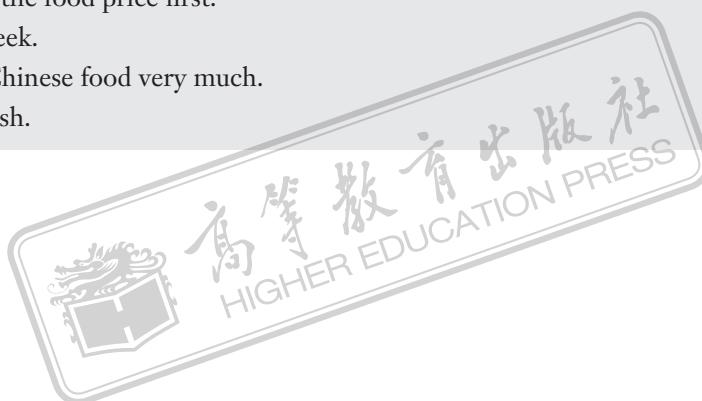 the food price first.
eek.
Chinese food very much.
sh.
高等教育出版社
HIGHER EDUCATION PRESS